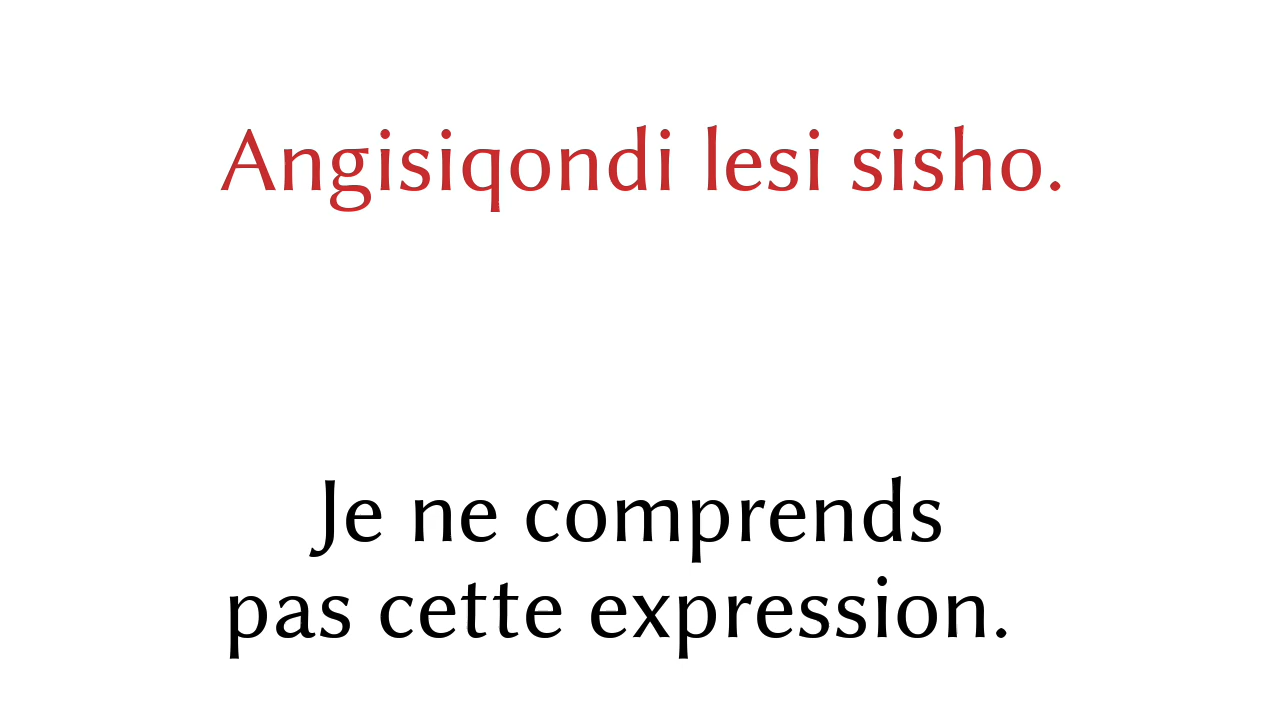 Angisiqondi lesi sisho.
Je ne comprends
pas cette expression.